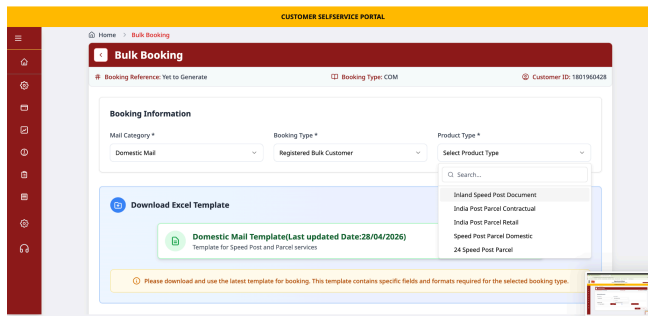 CUSTOMER SELFSERVICE PORTAL
Home > Bulk Booking
Bulk Booking
# Booking Reference: Yet to Generate
Booking Type: COM
Customer ID: 1801960428
Booking Information
Mail Category *
Booking Type *
Product Type *
Domestic Mail
Registered Bulk Customer
Select Product Type
Search...
Inland Speed Post Document
India Post Parcel Contractual
India Post Parcel Retail
Speed Post Parcel Domestic
24 Speed Post Parcel
Download Excel Template
Domestic Mail Template(Last updated Date:28/04/2026)
Template for Speed Post and Parcel services
Please download and use the latest template for booking. This template contains specific fields and formats required for the selected booking type.